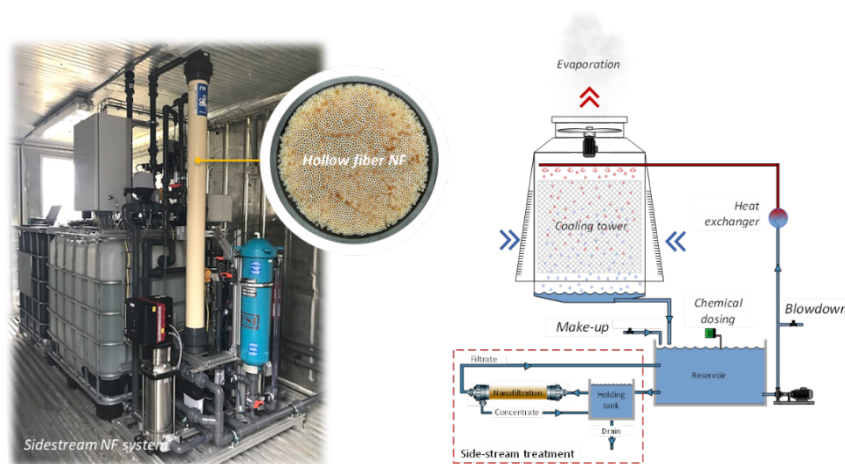 Hollow fiber NF
Sidestream NF system
Evaporation
Cooling tower
Heat
exchanger
Chemical
dosing
Blowdown
Make-up
Reservoir
Filtrate
Nanofiltration
Holding
tank
Concentrate
Drain
Side-stream treatment